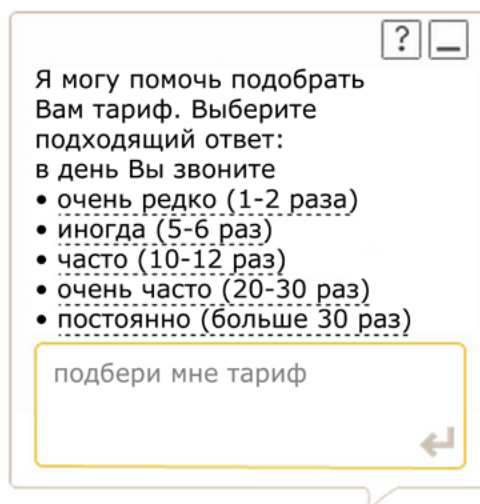 ?
Я могу помочь подобрать
Вам тариф. Выберите
подходящий ответ:
в день Вы звоните
• очень редко (1-2 раза)
• иногда (5-6 раз)
• часто (10-12 раз)
• очень часто (20-30 раз)
• постоянно (больше 30 раз)
подбери мне тариф